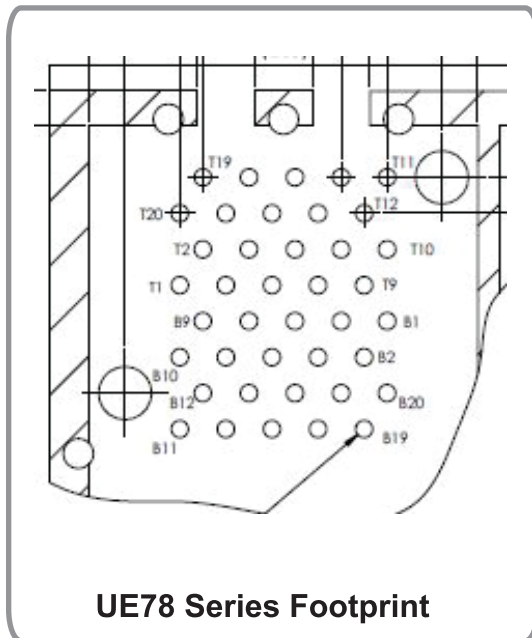 T19 T11
T20 T12
T2 T10
T1 T9
B9 B1
B10 B2
B12 B20
B11 B19
UE78 Series Footprint